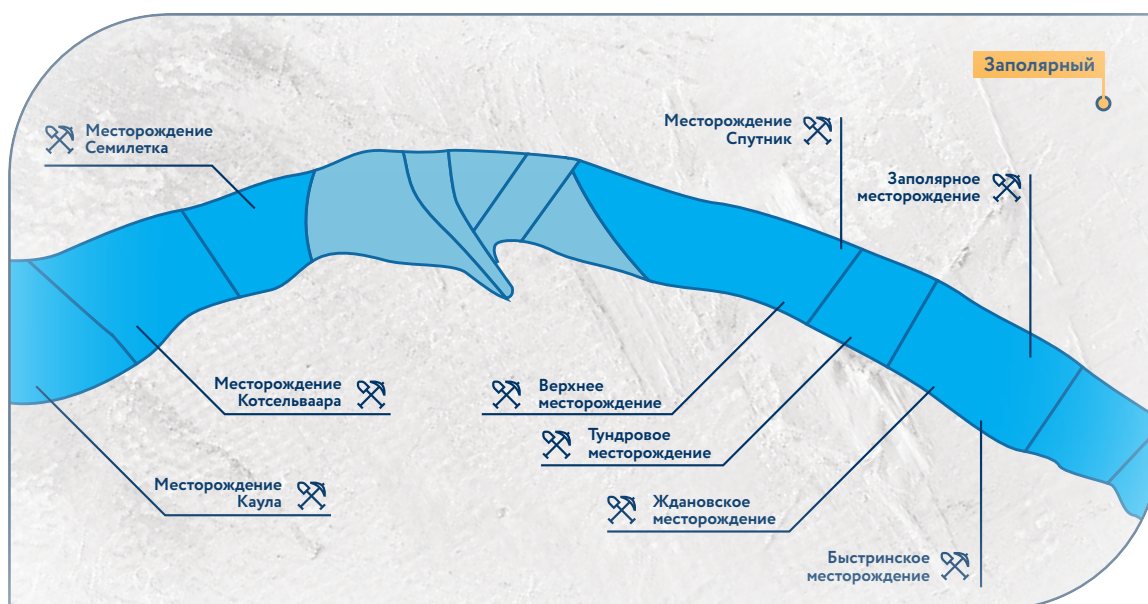 Заполярный
Месторождение
Спутник
Месторождение
Семилетка
Заполярное
месторождение
Месторождение
Котсельваара
Верхнее
месторождение
Тундровое
месторождение
Месторождение
Каула
Ждановское
месторождение
Быстринское
месторождение